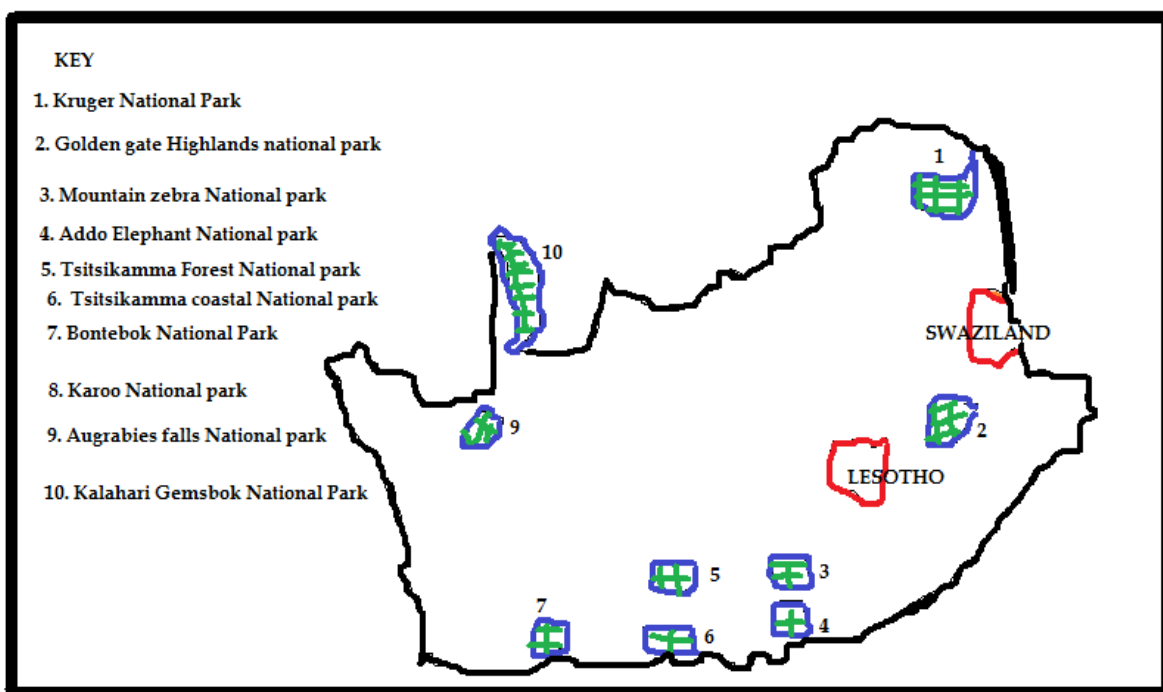 KEY
1. Kruger National Park
2. Golden gate Highlands national park
3. Mountain zebra National park
4. Addo Elephant National park
5. Tsitsikamma Forest National park
6. Tsitsikamma coastal National park
7. Bontebok National Park
8. Karoo National park
9. Augrabies falls National park
10. Kalahari Gemsbok National Park
1
10
SWAZILAND
9
2
LESOTHO
5
3
7
6
4